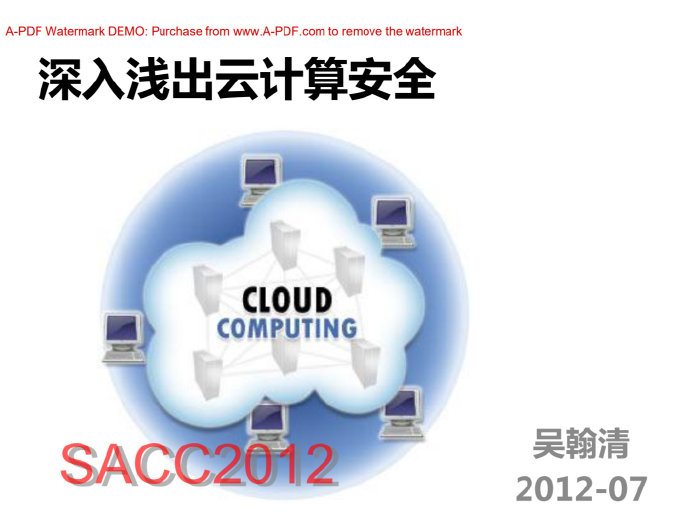 A-PDF Watermark DEMO: Purchase from www.A-PDF.com to remove the watermark
深入浅出云计算安全
CLOUD
COMPUTING
SACC2012
吴翰清
2012-07